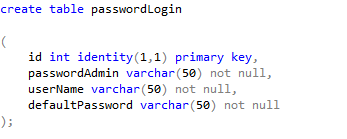 create table passwordLogin
(
id int identity(1,1) primary key,
passwordAdmin varchar(50) not null,
userName varchar(50) not null,
defaultPassword varchar(50) not null
);